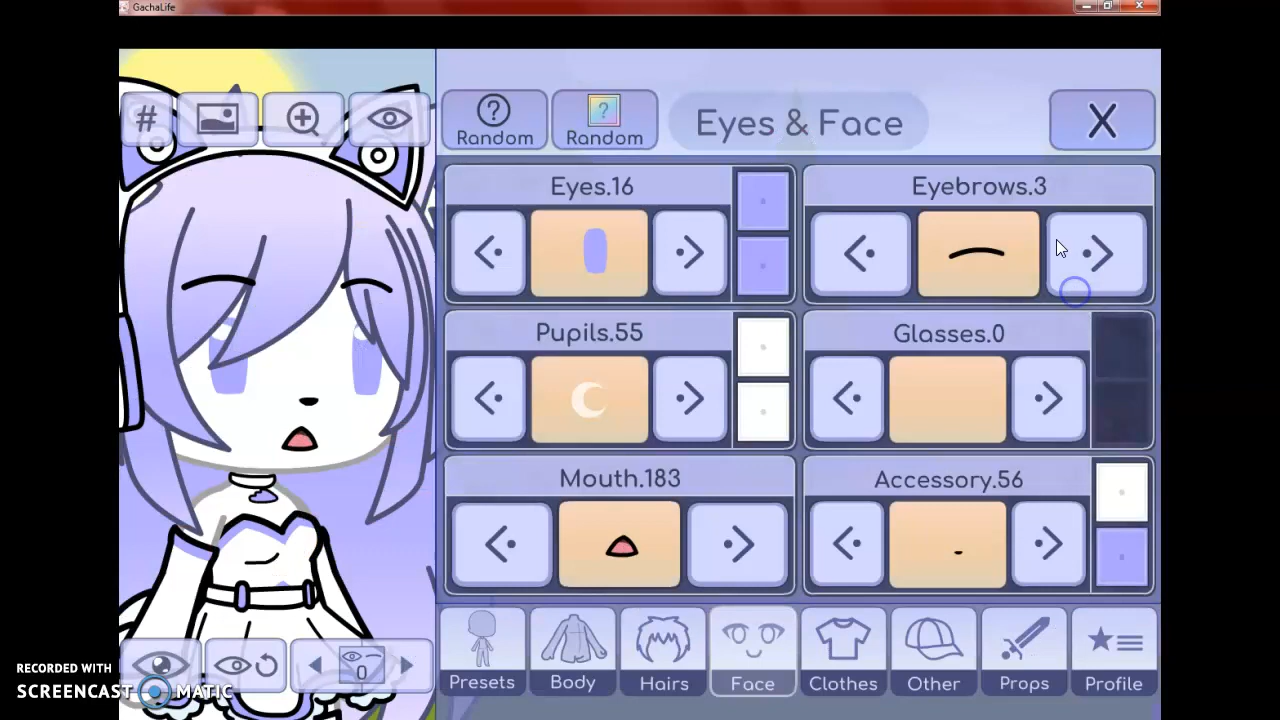 GachaLife
#
?
Random
?
Random
Eyes & Face
X
Eyes.16
Eyebrows.3
Pupils.55
Glasses.0
Mouth.183
Accessory.56
0
Presets
Body
Hairs
Face
Clothes
Other
Props
Profile
RECORDED WITH
SCREENCAST MATIC